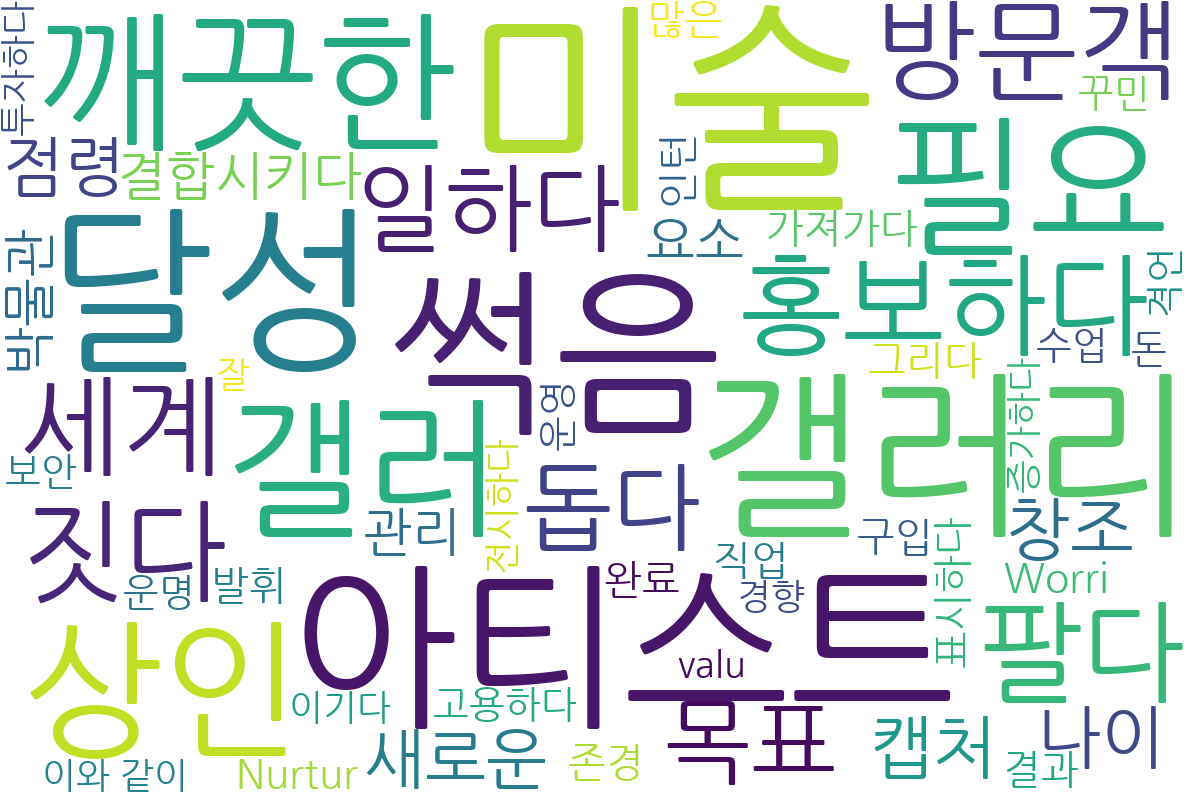 투자하다
깨끗한
미술
많은
방문객
꾸민
점령
결합시키다
일하다
인턴
필요
박물관
달성
썩음
요소
가져가다
홍보하다
격언
세계
잘
갤러
운영
그리다
수업
돈
갤러리
증가하다
보안
짓다
관리
전시하다
돕다
직업
구입
창조
운명
발휘
아티스트
완료
경향
표시하다
Worri
상인
이기다
고용하다
valu
팔다
이와 같이
Nurtur
새로운
존경
목표
캡처
결과
나이